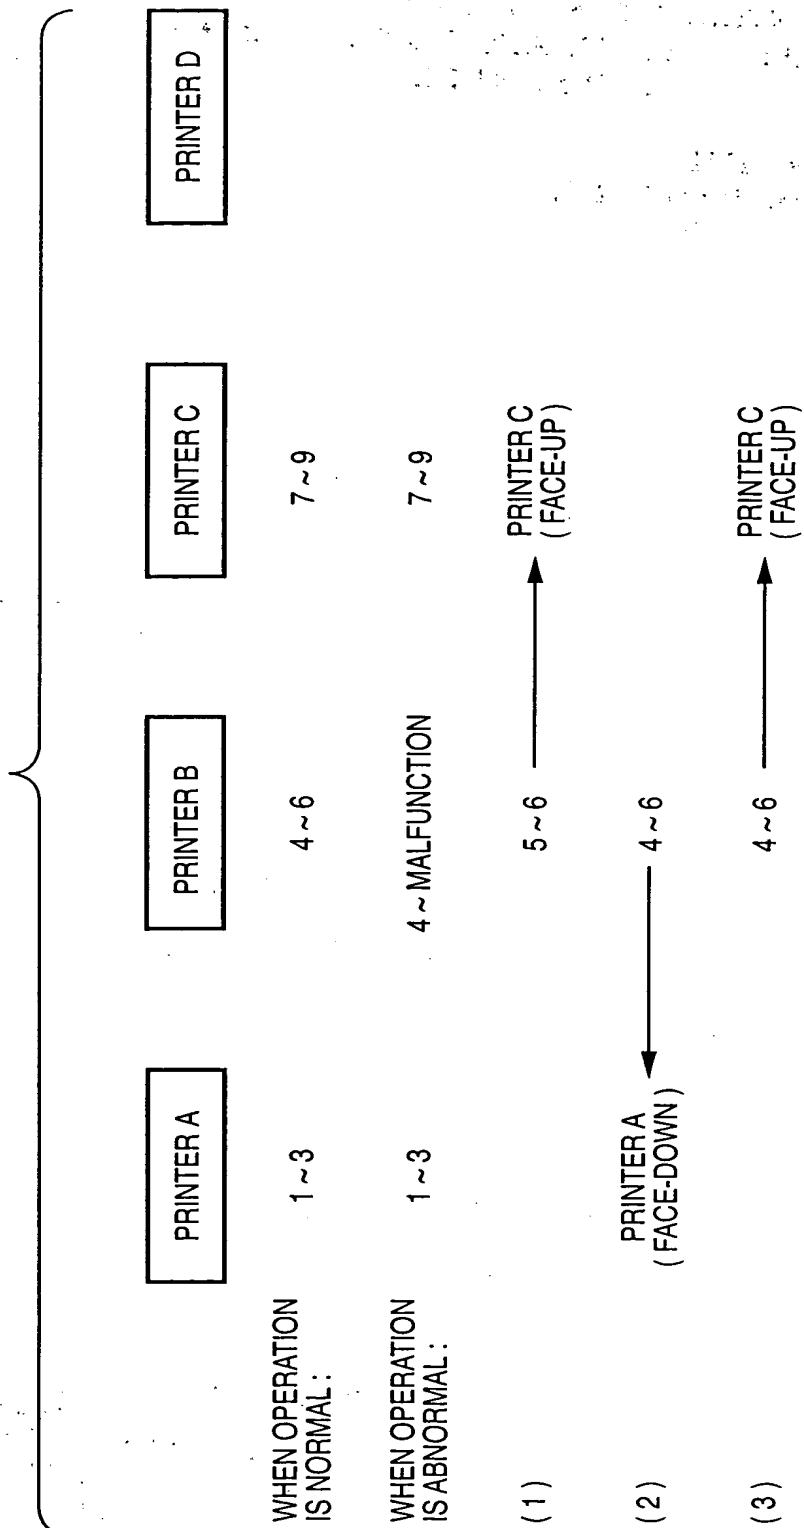 PRINTER A PRINTER B PRINTER C PRINTER D
WHEN OPERATION
IS NORMAL : 1 ~ 3 4 ~ 6 7 ~ 9
WHEN OPERATION
IS ABNORMAL : 1 ~ 3 4 ~ MALFUNCTION 7 ~ 9
( 1 ) 5 ~ 6 PRINTER C
( FACE-UP )
( 2 ) PRINTER A 4 ~ 6
( FACE-DOWN )
( 3 ) 4 ~ 6 PRINTER C
( FACE-UP )